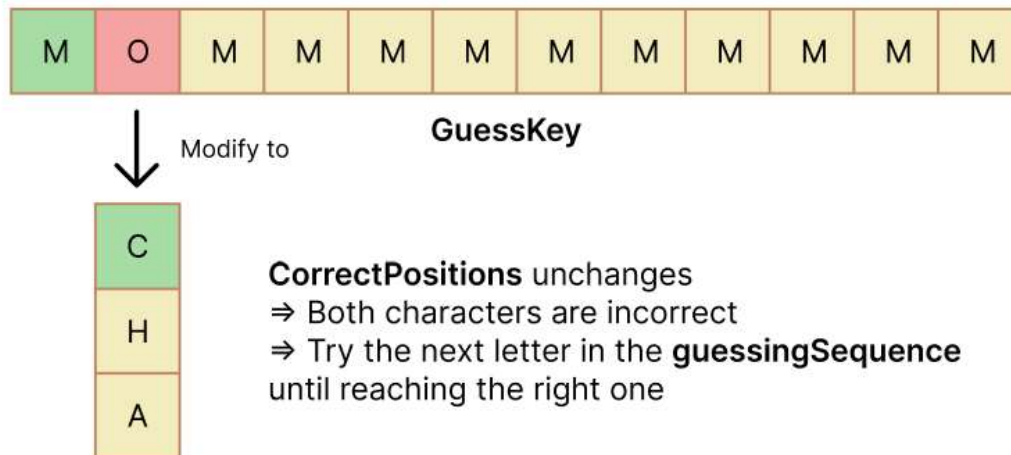 M O M M M M M M M M M M
GuessKey
Modify to
C
H
A
CorrectPositions unchanges
⇒ Both characters are incorrect
⇒ Try the next letter in the guessingSequence
until reaching the right one